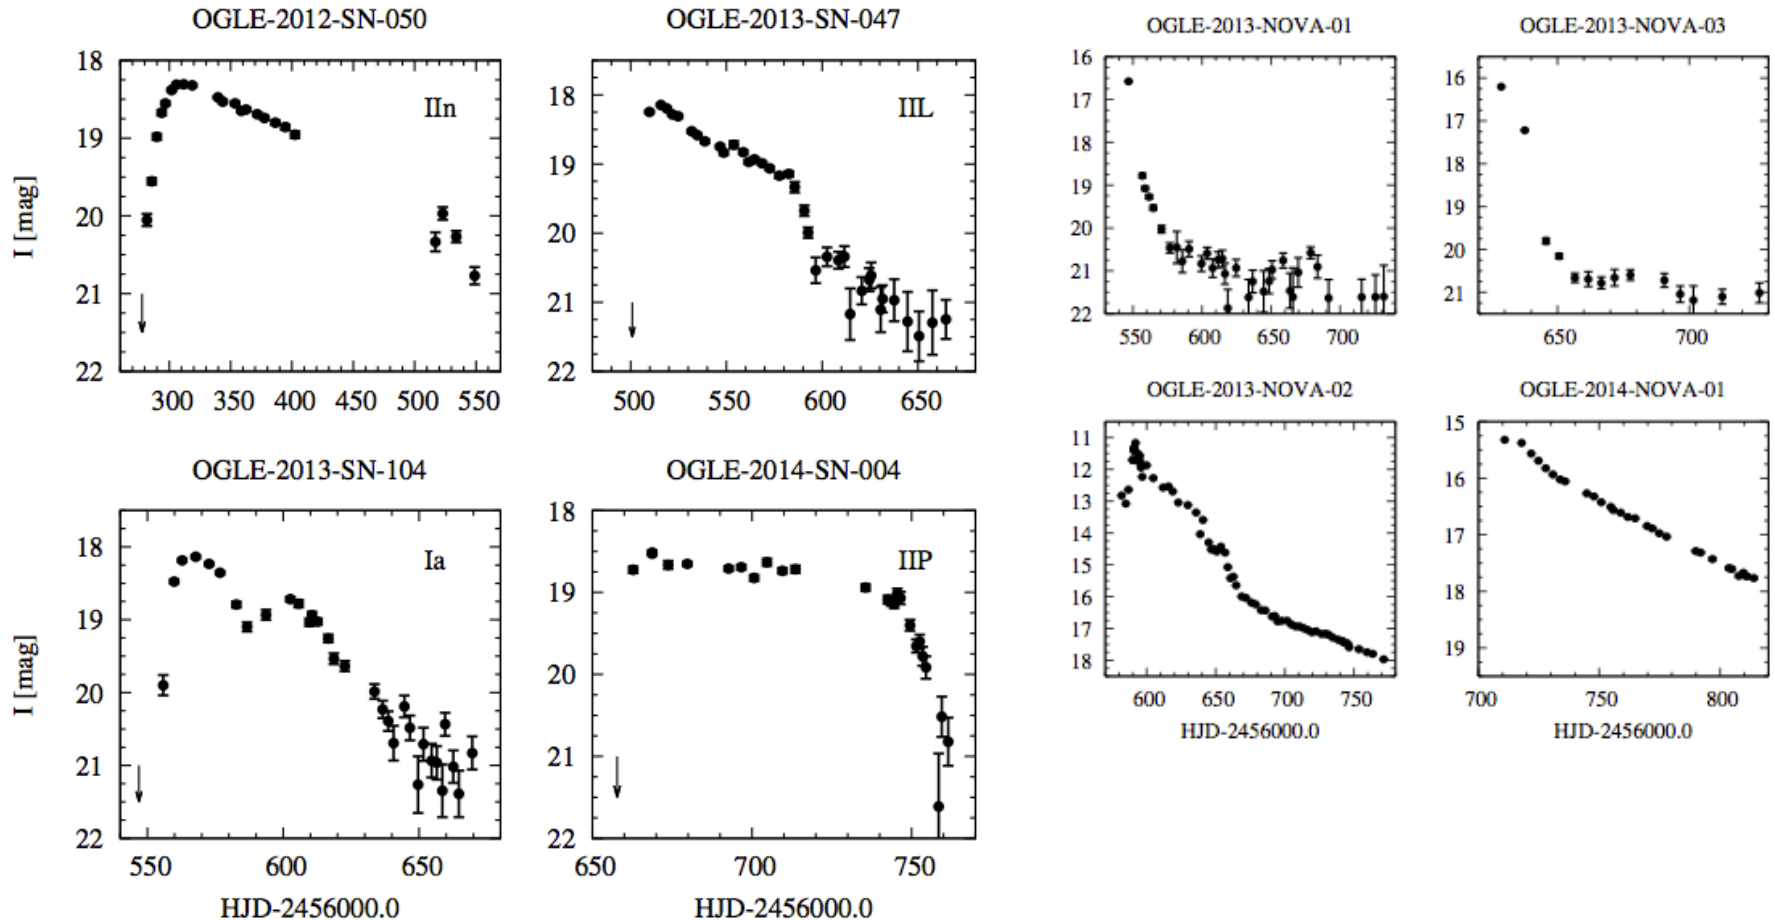 OGLE-2012-SN-050
OGLE-2013-SN-047
OGLE-2013-NOVA-01
OGLE-2013-NOVA-03
I [mag]
18
19
20
21
22
IIn
300 350 400 450 500 550
18
19
20
21
22
IIL
500 550 600 650
16
17
18
19
20
21
22
550 600 650 700
16
17
18
19
20
21
650 700
OGLE-2013-SN-104
OGLE-2014-SN-004
OGLE-2013-NOVA-02
OGLE-2014-NOVA-01
I [mag]
18
19
20
21
22
Ia
550 600 650
HJD-2456000.0
18
19
20
21
22
IIP
650 700 750
HJD-2456000.0
11
12
13
14
15
16
17
18
600 650 700 750
HJD-2456000.0
15
16
17
18
19
700 750 800
HJD-2456000.0